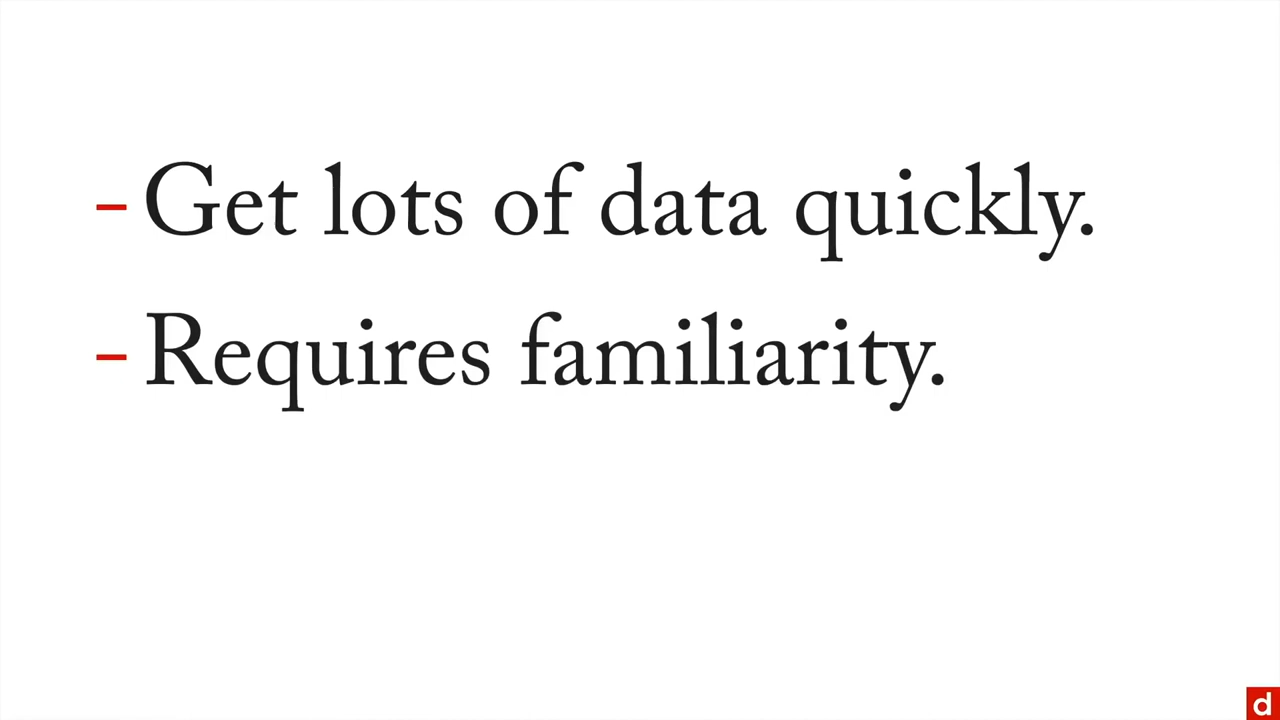 - Get lots of data quickly.
- Requires familiarity.
d